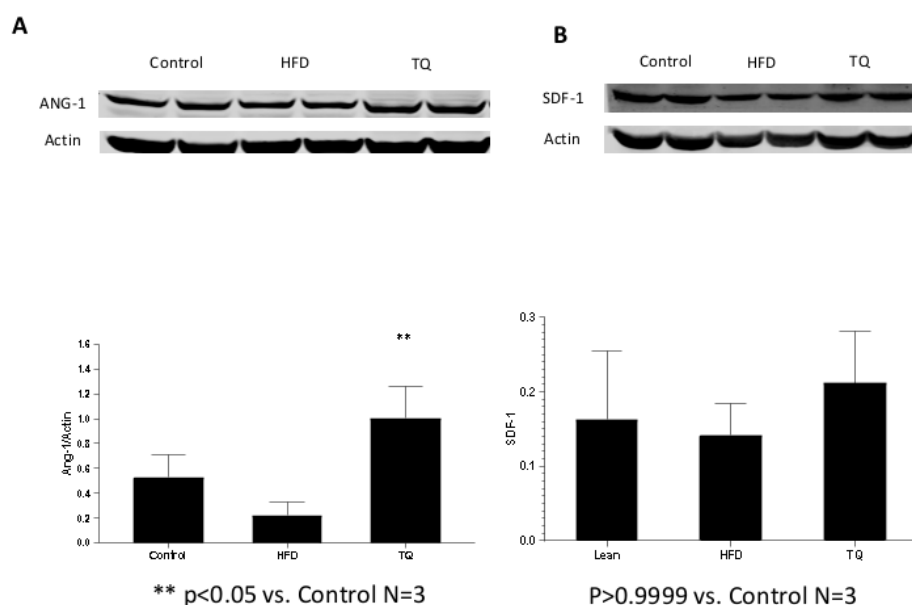 A
Control HFD TQ
ANG-1
Actin
1.6
1.4
1.2
1.0
0.8
0.6
0.4
0.2
0.0
Ang-1/Actin
**
Control HFD TQ
** p<0.05 vs. Control N=3
B
Control HFD TQ
SDF-1
Actin
0.3
0.2
0.1
0.0
SDF-1
Lean HFD TQ
P>0.9999 vs. Control N=3